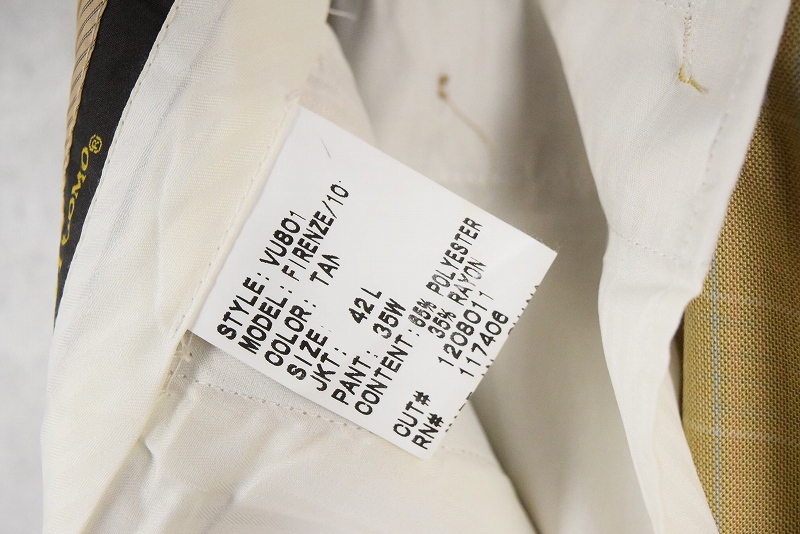 COMO®
STYLE: VU801
MODEL: FIRENZE/10
COLOR: TAN
SIZE:
JKT: 42L
PANT: 35W
CONTENT: 65% POLYESTER
35% RAYON
CUT# 1208011
RN# 117406